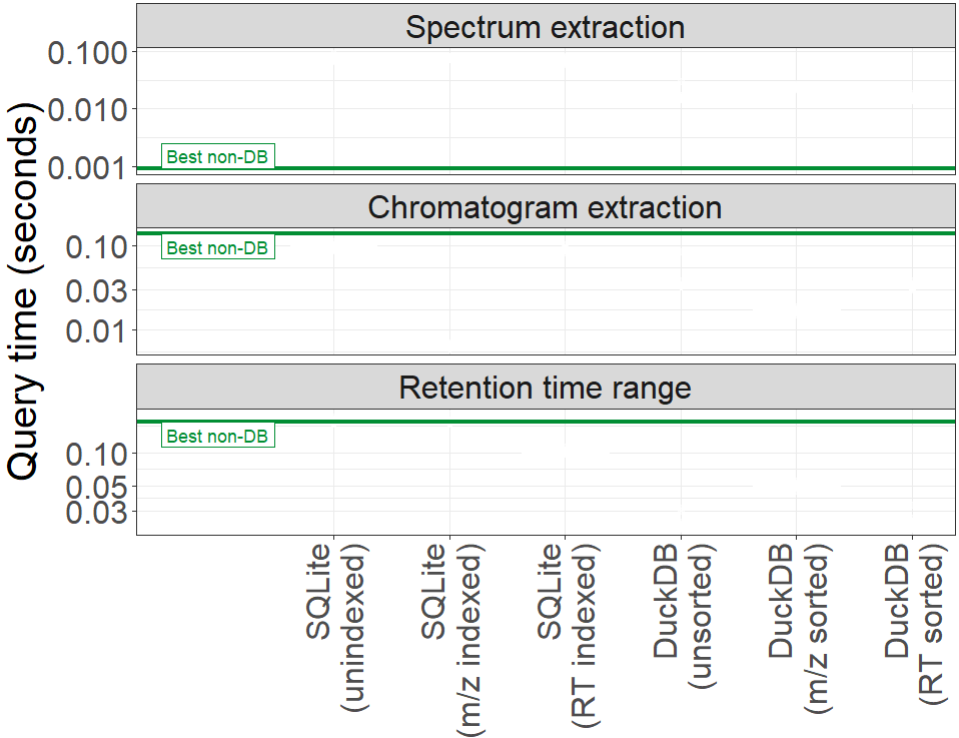 Spectrum extraction
Query time (seconds)
0.100
0.010
0.001
Best non-DB
Chromatogram extraction
0.10
0.03
0.01
Best non-DB
Retention time range
0.10
0.05
0.03
Best non-DB
SQLite
(unindexed)
SQLite
(m/z indexed)
SQLite
(RT indexed)
DuckDB
(unsorted)
DuckDB
(m/z sorted)
DuckDB
(RT sorted)